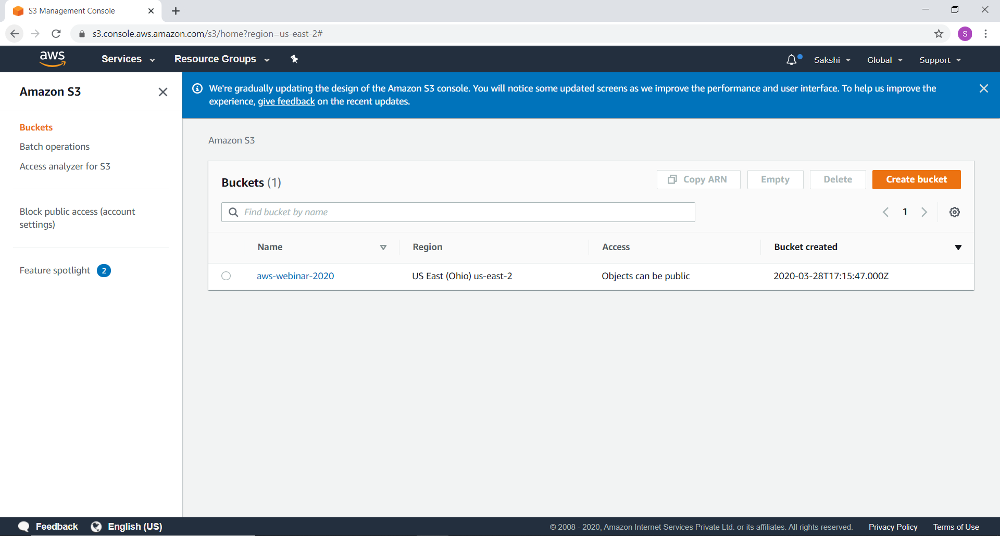 S3 Management Console
s3.console.aws.amazon.com/s3/home?region=us-east-2#
S
aws
Services
Resource Groups
Sakshi
Global
Support
Amazon S3
We're gradually updating the design of the Amazon S3 console. You will notice some updated screens as we improve the performance and user interface. To help us improve the
experience, give feedback on the recent updates.
Buckets
Batch operations
Access analyzer for S3
Block public access (account
settings)
Feature spotlight 2
Amazon S3
Buckets (1)
Copy ARN
Empty
Delete
Create bucket
Find bucket by name
1
Name
Region
Access
Bucket created
aws-webinar-2020
US East (Ohio) us-east-2
Objects can be public
2020-03-28T17:15:47.000Z
Feedback
English (US)
© 2008 - 2020, Amazon Internet Services Private Ltd. or its affiliates. All rights reserved.
Privacy Policy
Terms of Use